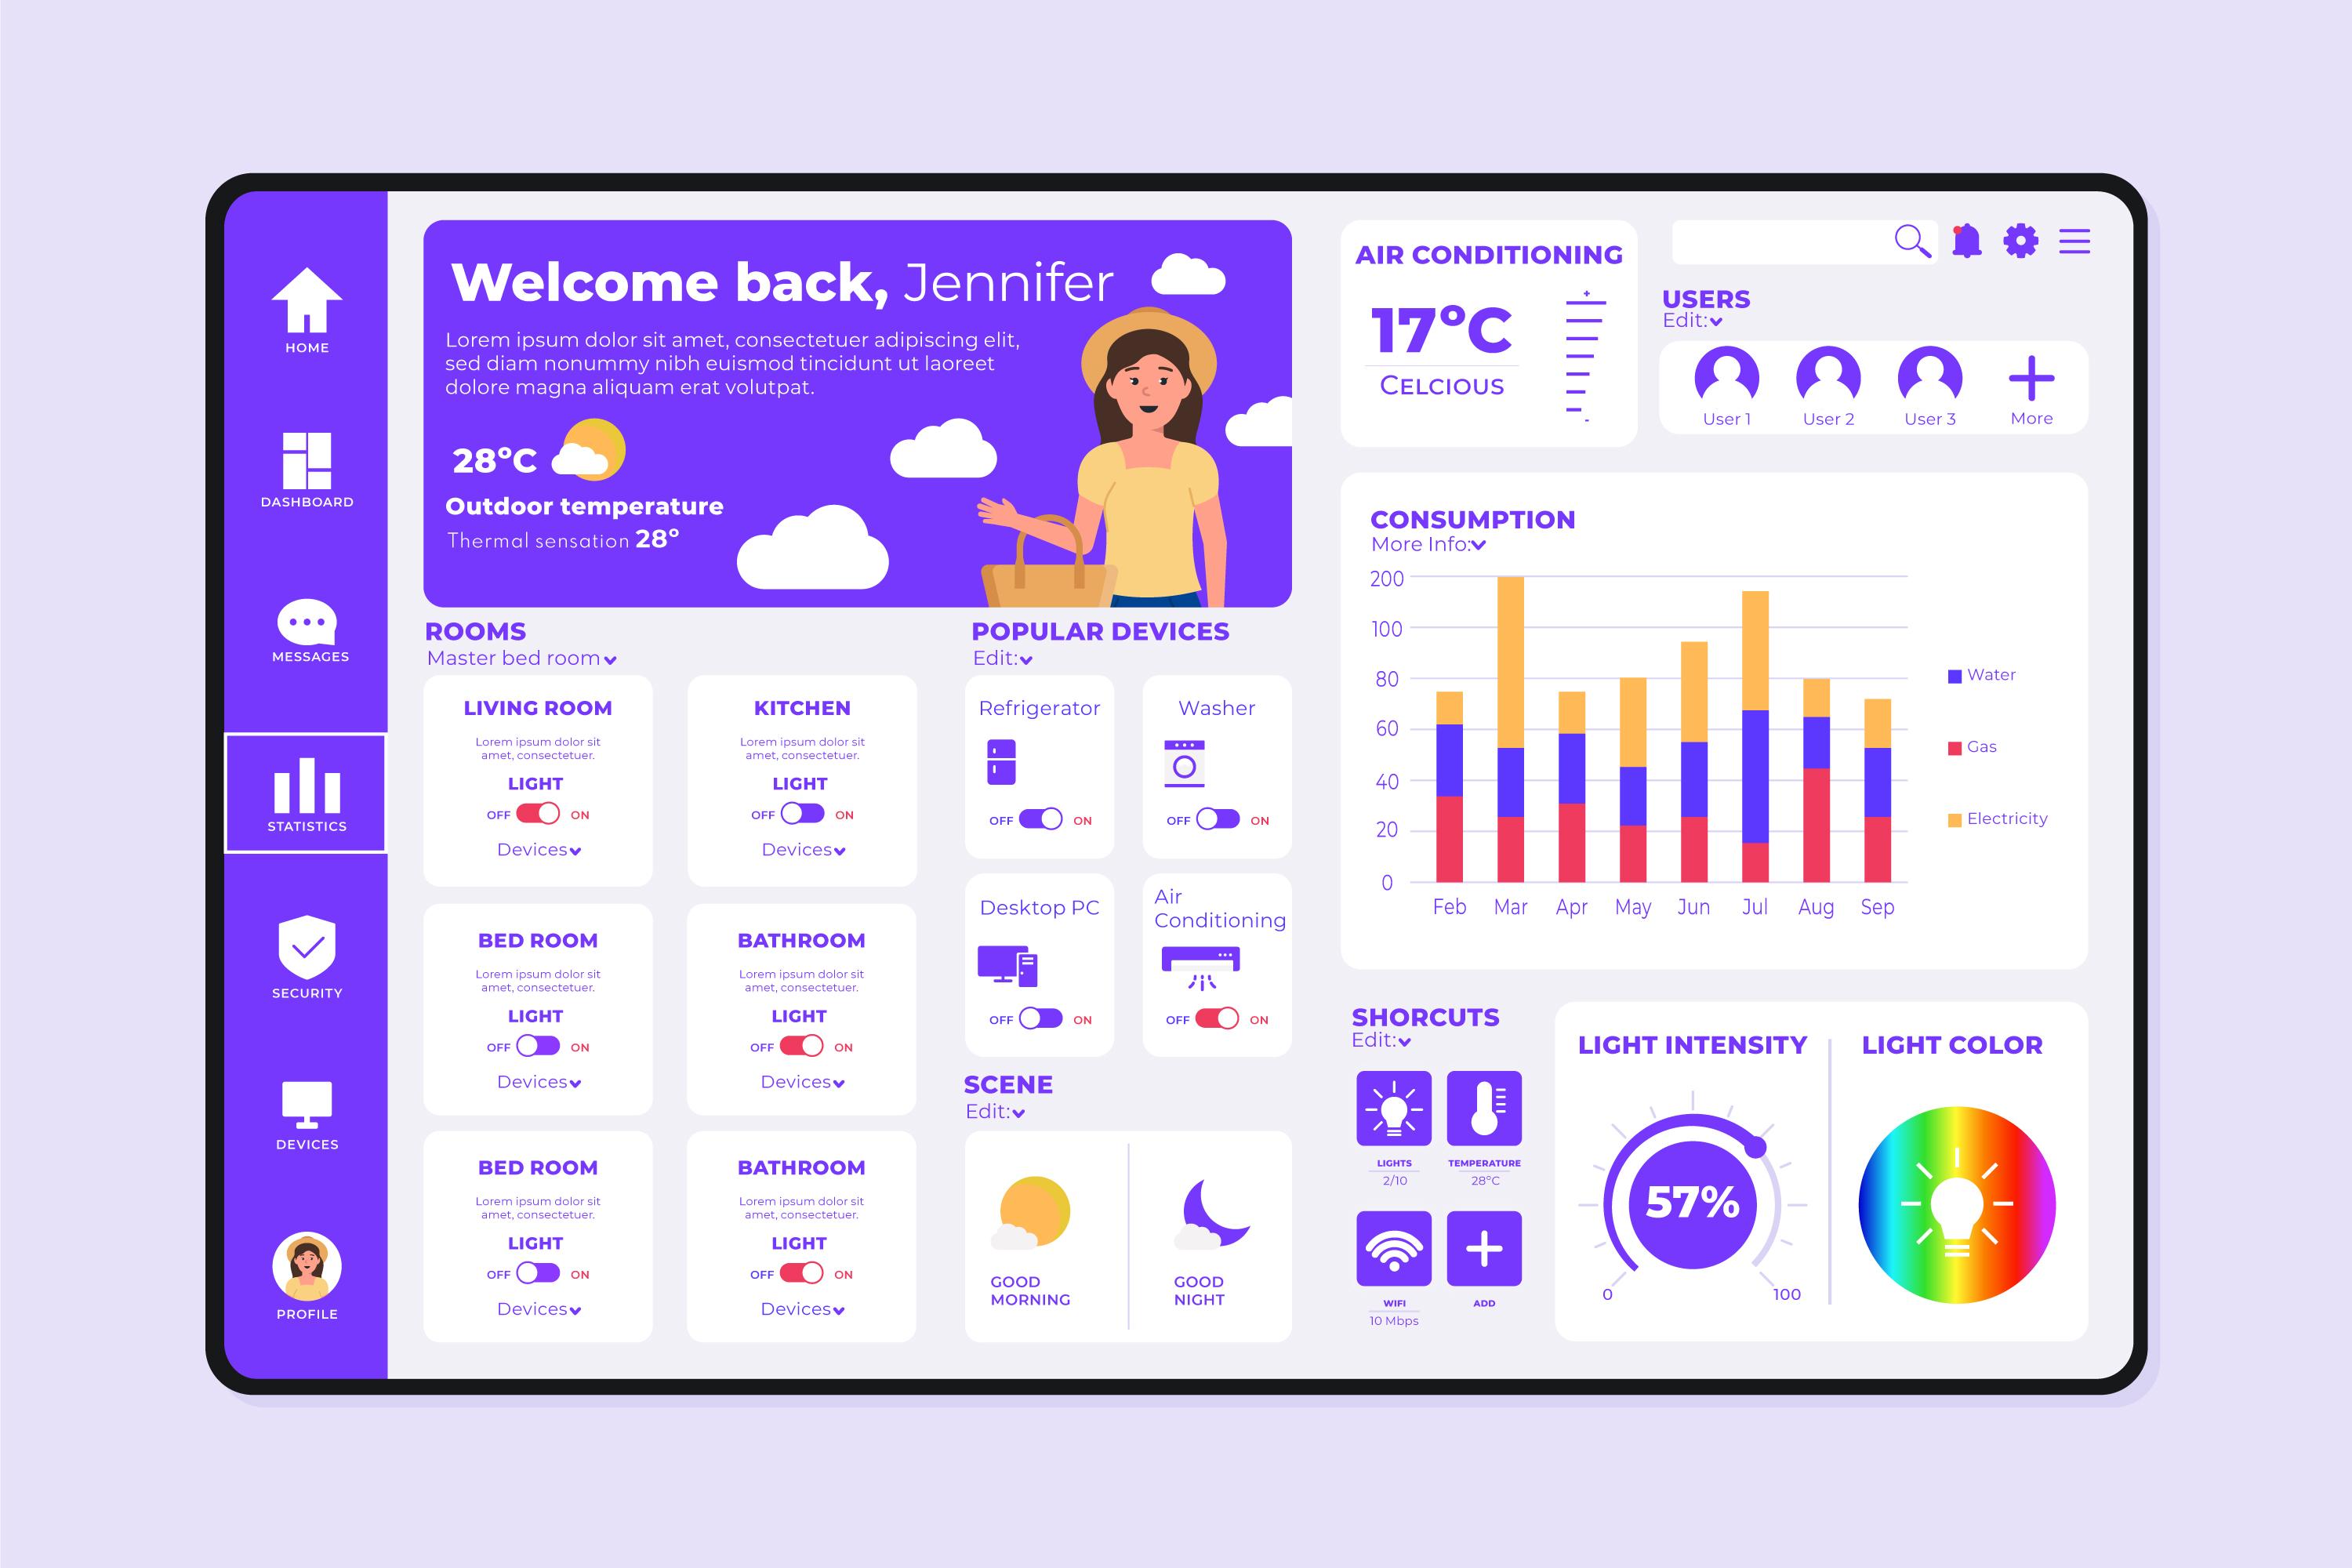 HOME
DASHBOARD
MESSAGES
STATISTICS
SECURITY
DEVICES
PROFILE
Welcome back, Jennifer
Lorem ipsum dolor sit amet, consectetuer adipiscing elit,
sed diam nonummy nibh euismod tincidunt ut laoreet
dolore magna aliquam erat volutpat.
28°C
Outdoor temperature
Thermal sensation 28°
ROOMS
Master bed room
LIVING ROOM
Lorem ipsum dolor sit
amet, consectetuer.
LIGHT
OFF ON
Devices
KITCHEN
Lorem ipsum dolor sit
amet, consectetuer.
LIGHT
OFF ON
Devices
BED ROOM
Lorem ipsum dolor sit
amet, consectetuer.
LIGHT
OFF ON
Devices
BATHROOM
Lorem ipsum dolor sit
amet, consectetuer.
LIGHT
OFF ON
Devices
BED ROOM
Lorem ipsum dolor sit
amet, consectetuer.
LIGHT
OFF ON
Devices
BATHROOM
Lorem ipsum dolor sit
amet, consectetuer.
LIGHT
OFF ON
Devices
POPULAR DEVICES
Edit:
Refrigerator
OFF ON
Washer
OFF ON
Desktop PC
OFF ON
Air
Conditioning
OFF ON
SCENE
Edit:
GOOD
MORNING
GOOD
NIGHT
AIR CONDITIONING
17°C
CELCIOUS
+
-
USERS
Edit:
User 1
User 2
User 3
More
CONSUMPTION
More Info:
200
100
80
60
40
20
0
Feb Mar Apr May Jun Jul Aug Sep
Water
Gas
Electricity
SHORCUTS
Edit:
LIGHTS
2/10
TEMPERATURE
28°C
WIFI
10 Mbps
ADD
LIGHT INTENSITY
57%
0 100
LIGHT COLOR